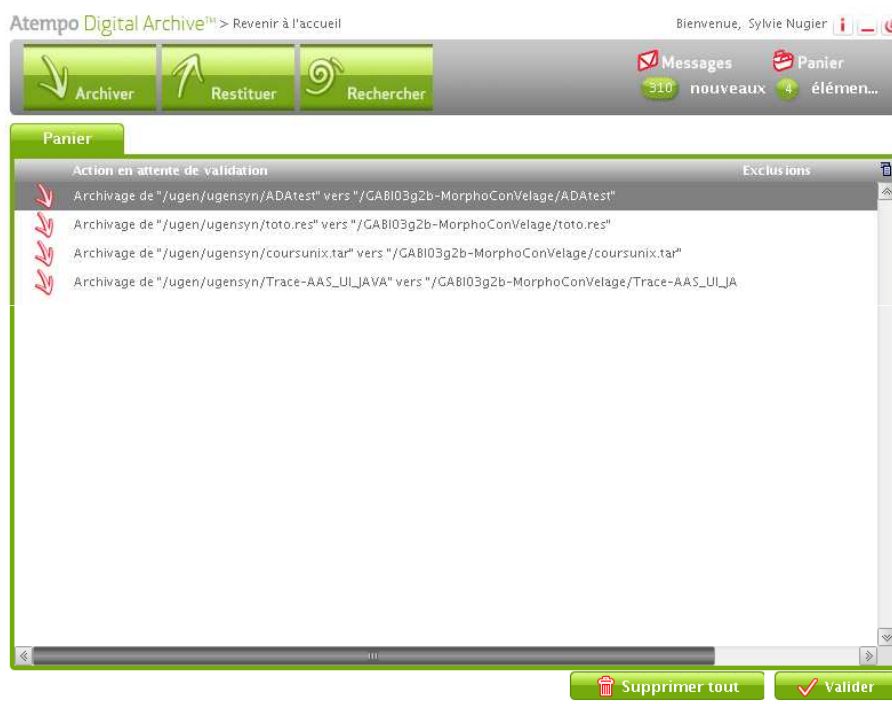 Atempo Digital Archive™ > Revenir à l'accueil
Bienvenue, Sylvie Nugier
Archiver
Restituer
Rechercher
Messages
310 nouveaux
Panier
4 élémen...
Panier
Action en attente de validation
Exclusions
Archivage de "/ugen/ugensyn/ADAtest" vers "/GABI03g2b-MorphoConVelage/ADAtest"
Archivage de "/ugen/ugensyn/toto.res" vers "/GABI03g2b-MorphoConVelage/toto.res"
Archivage de "/ugen/ugensyn/coursunix.tar" vers "/GABI03g2b-MorphoConVelage/coursunix.tar"
Archivage de "/ugen/ugensyn/Trace-AAS_UI_JAVA" vers "/GABI03g2b-MorphoConVelage/Trace-AAS_UI_JA
Supprimer tout
Valider